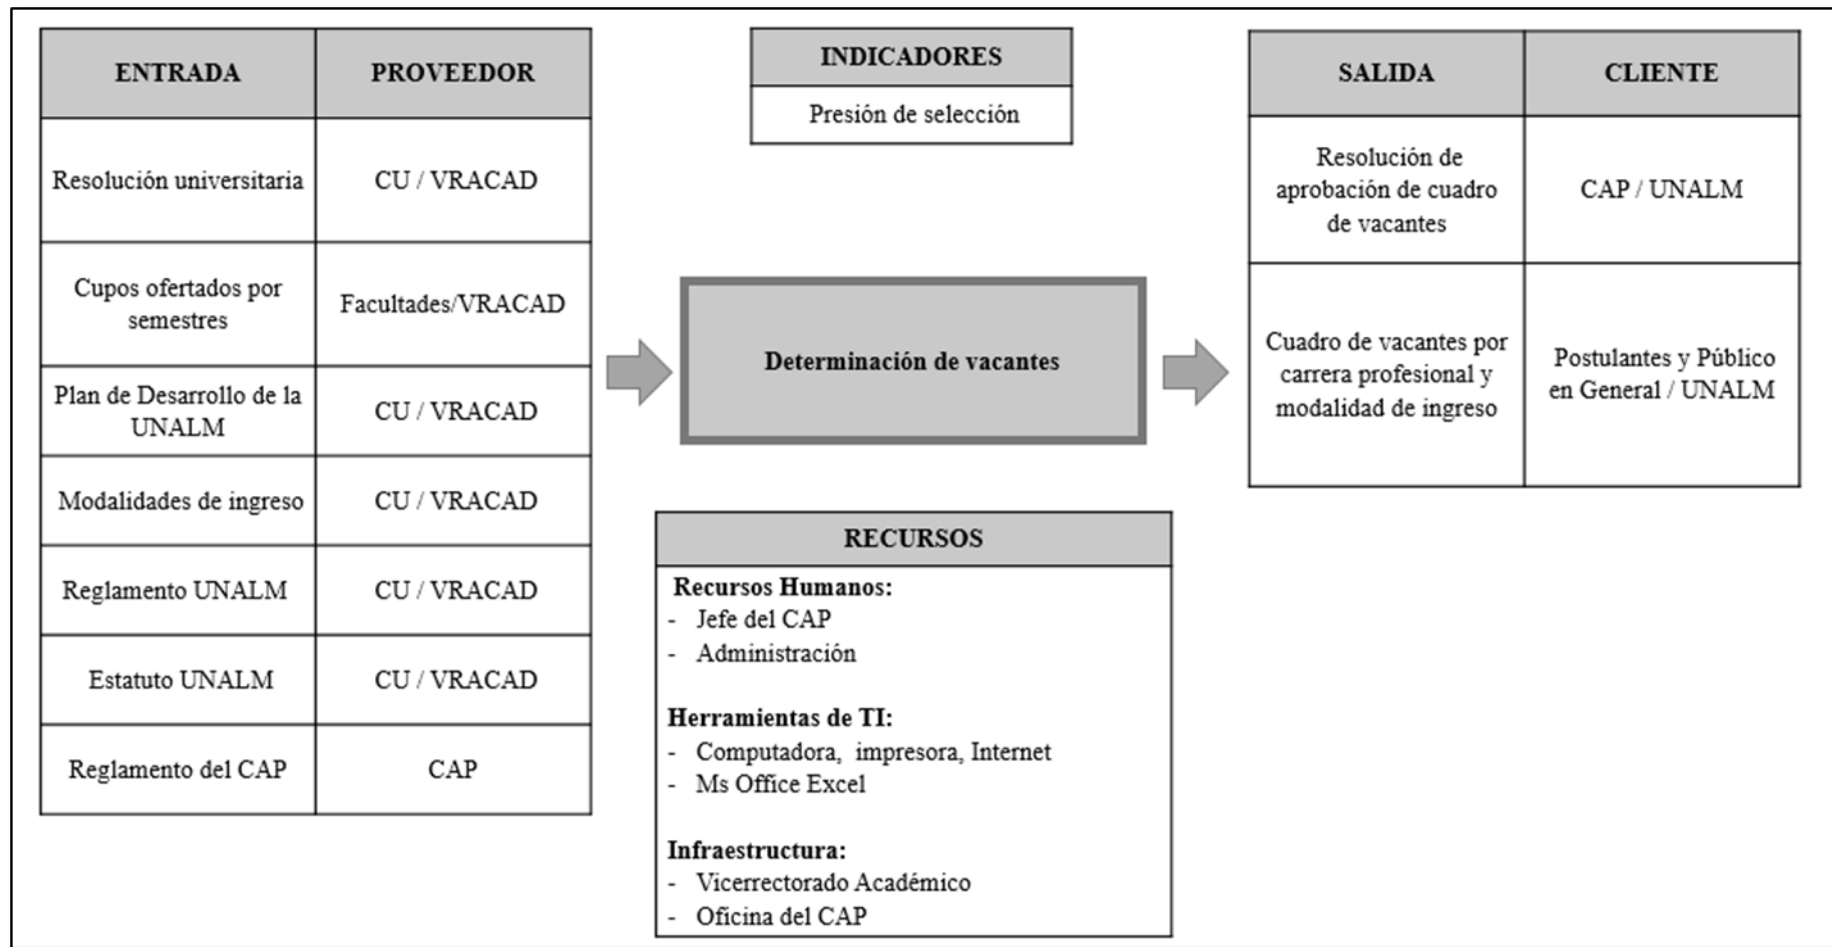 ENTRADA
PROVEEDOR
Resolución universitaria
CU / VRACAD
Cupos ofertados por
semestres
Facultades/VRACAD
Plan de Desarrollo de la
UNALM
CU / VRACAD
Modalidades de ingreso
CU / VRACAD
Reglamento UNALM
CU / VRACAD
Estatuto UNALM
CU / VRACAD
Reglamento del CAP
CAP
INDICADORES
Presión de selección
Determinación de vacantes
RECURSOS
Recursos Humanos:
- Jefe del CAP
- Administración
Herramientas de TI:
- Computadora, impresora, Internet
- Ms Office Excel
Infraestructura:
- Vicerrectorado Académico
- Oficina del CAP
SALIDA
CLIENTE
Resolución de
aprobación de cuadro
de vacantes
CAP / UNALM
Cuadro de vacantes por
carrera profesional y
modalidad de ingreso
Postulantes y Público
en General / UNALM